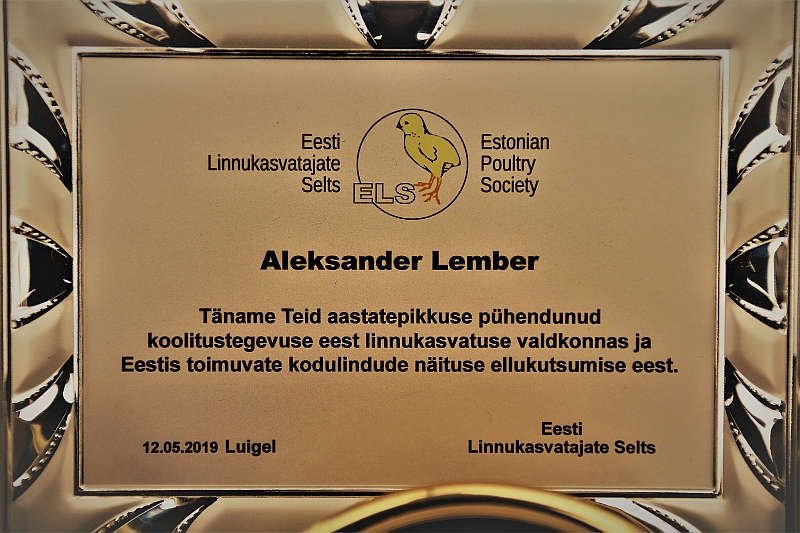 Eesti
Linnukasvatajate
Selts
ELS
Estonian
Poultry
Society
Aleksander Lember
Täname Teid aastatepikkuse pühendunud
koolitustegevuse eest linnukasvatuse valdkonnas ja
Eestis toimuvate kodulindude näituse ellukutsumise eest.
12.05.2019 Luigel
Eesti
Linnukasvatajate Selts